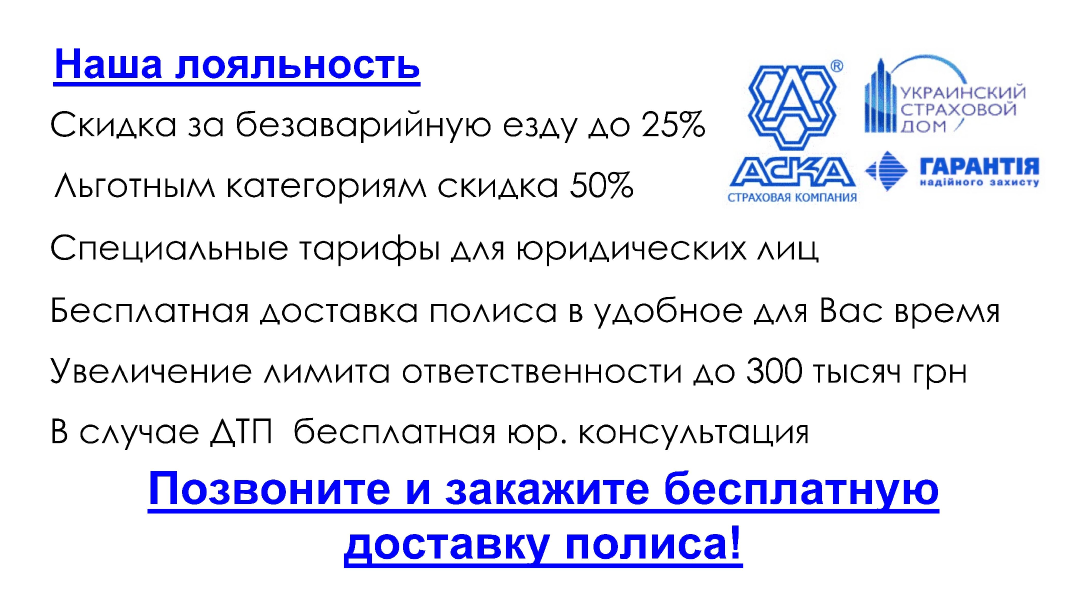 Наша лояльность
Скидка за безаварийную езду до 25%
Льготным категориям скидка 50%
Специальные тарифы для юридических лиц
Бесплатная доставка полиса в удобное для Вас время
Увеличение лимита ответственности до 300 тысяч грн
В случае ДТП  бесплатная юр. консультация
Позвоните и закажите бесплатную
доставку полиса!
®
АСКА
СТРАХОВАЯ КОМПАНИЯ
УКРАИНСКИЙ
СТРАХОВОЙ
ДОМ
ГАРАНТІЯ
надійного захисту